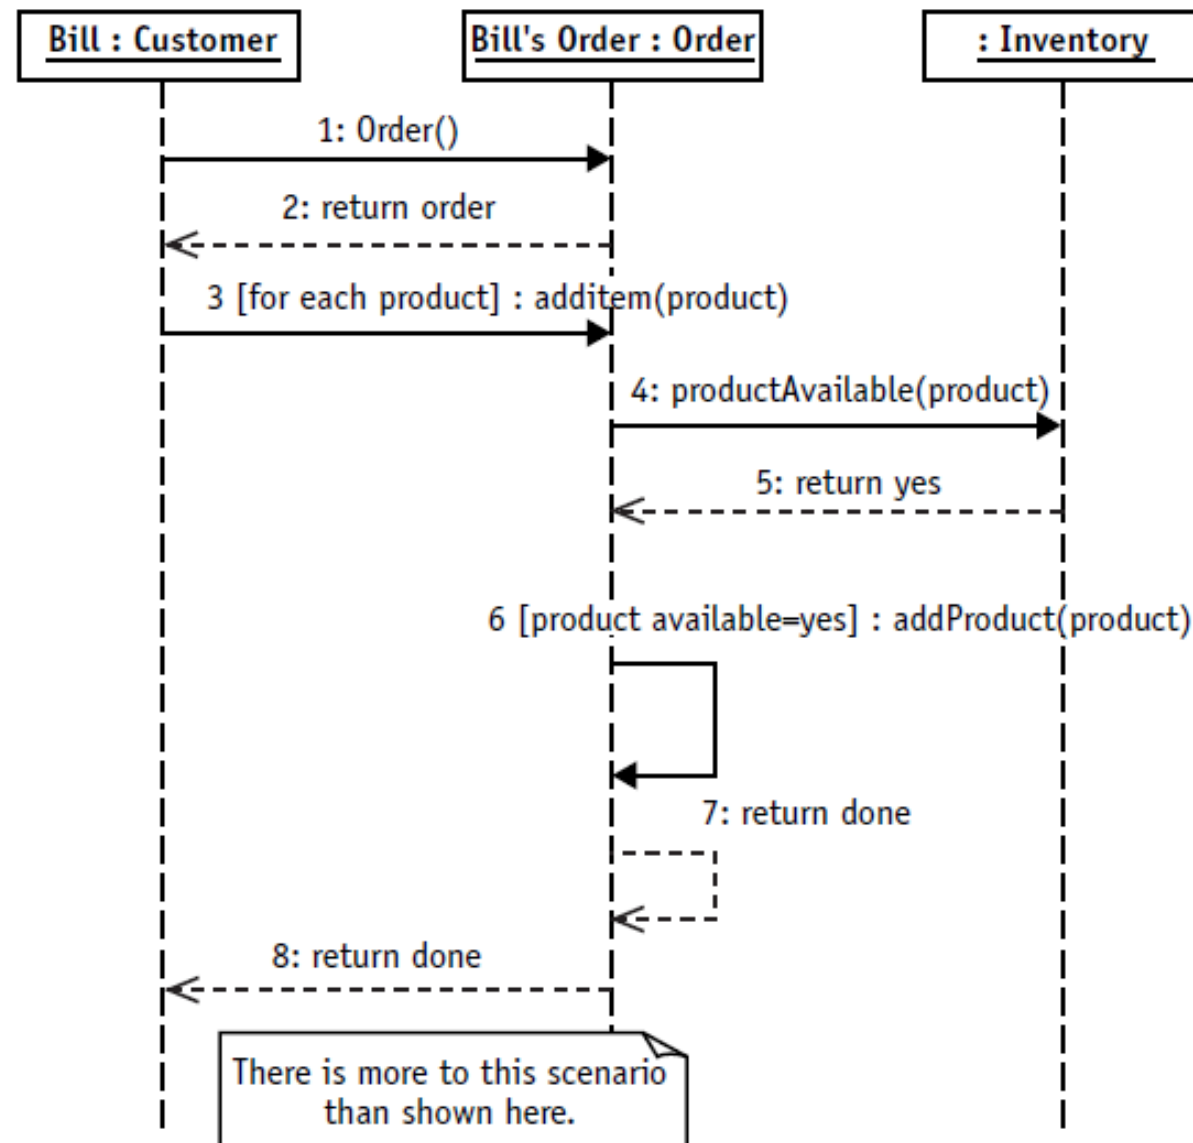 Bill : Customer
Bill's Order : Order
: Inventory
1: Order()
2: return order
3 [for each product] : additem(product)
4: productAvailable(product)
5: return yes
6 [product available=yes] : addProduct(product)
7: return done
8: return done
There is more to this scenario
than shown here.